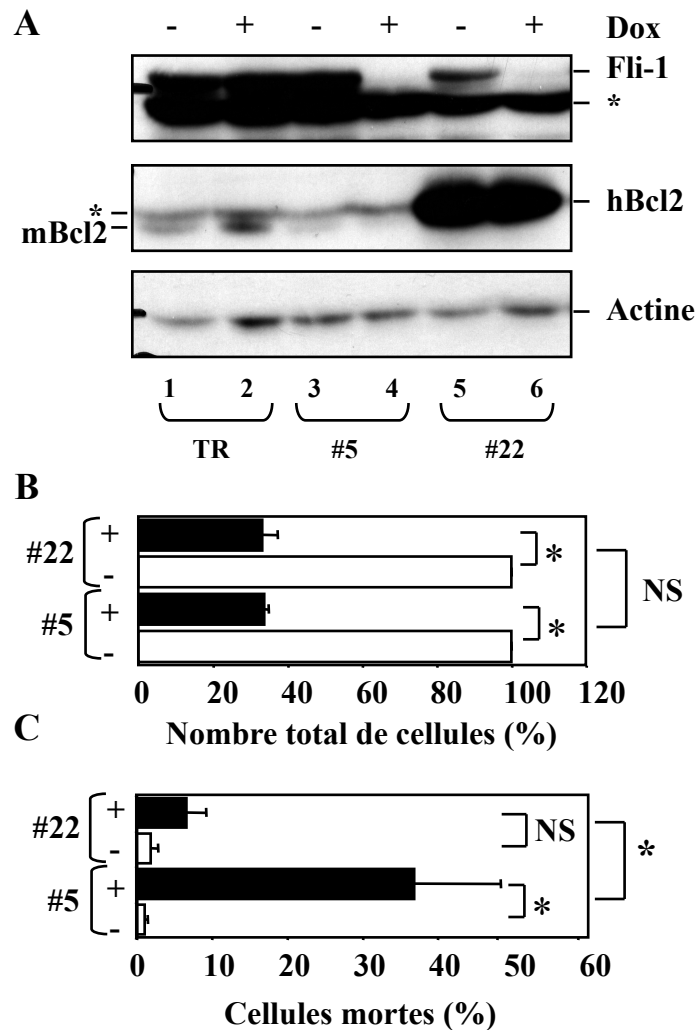 A
- + - + - + Dox
Fli-1
*
*
mBcl2
hBcl2
Actine
1 2 3 4 5 6
TR #5 #22
B
#22 + -
#5 + -
*
*
NS
0 20 40 60 80 100 120
Nombre total de cellules (%)
C
#22 + -
#5 + -
NS
*
*
0 10 20 30 40 50 60
Cellules mortes (%)